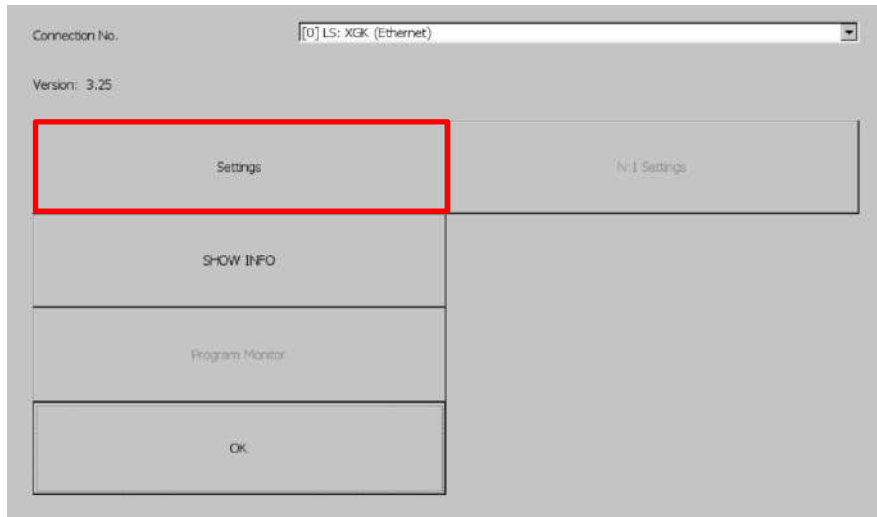 Connection No.
[0] LS: XGK (Ethernet)
Version: 3.25
Settings
N:1 Settings
SHOW INFO
Program Monitor
OK